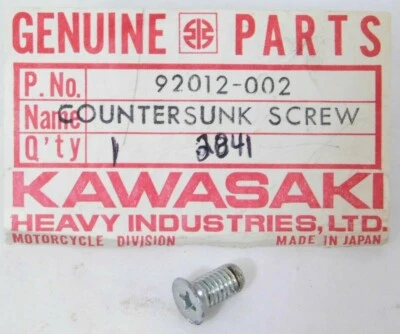 GENUINE PARTS
P. No. 92012-002
Name COUNTERSUNK SCREW
Q'ty 1 2841
KAWASAKI
HEAVY INDUSTRIES, LTD.
MOTORCYCLE DIVISION MADE IN JAPAN